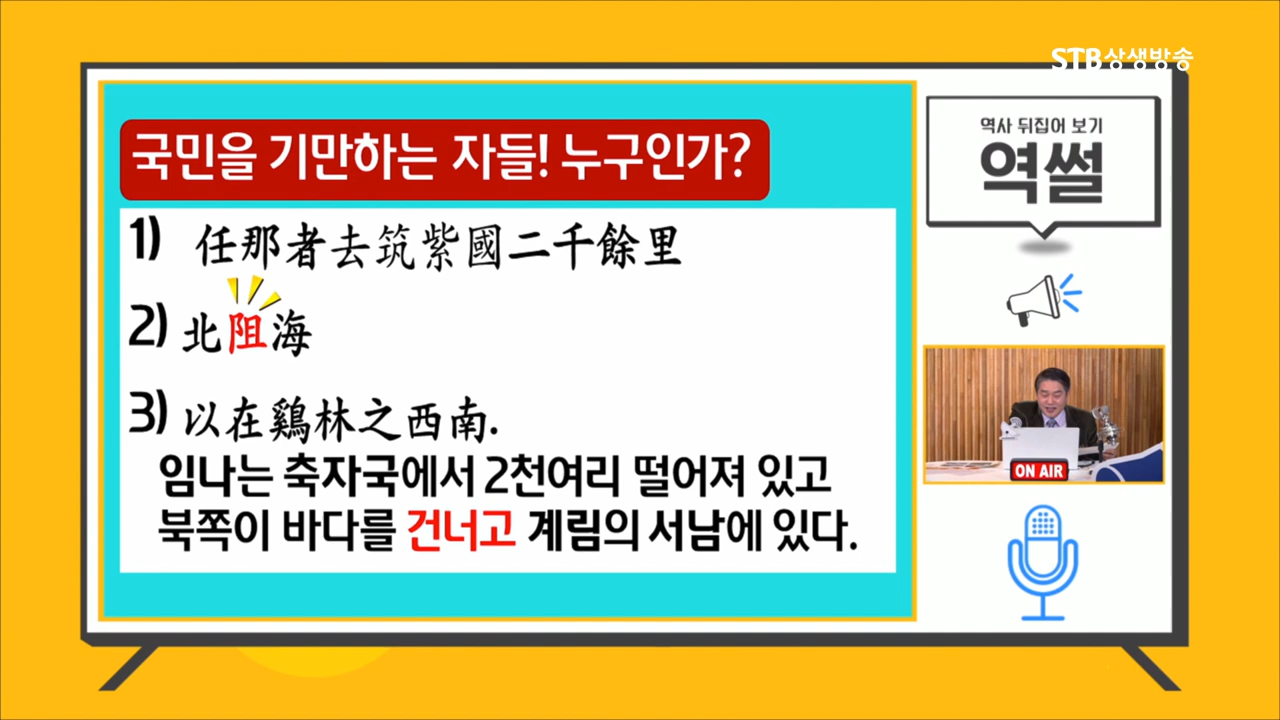 STB상생방송
국민을 기만하는 자들! 누구인가?
1) 任那者去筑紫國二千餘里
2) 北阻海
3) 以在鷄林之西南.
임나는 축자국에서 2천여리 떨어져 있고
북쪽이 바다를 건너고 계림의 서남에 있다.
역사 뒤집어 보기
역썰
ON AIR